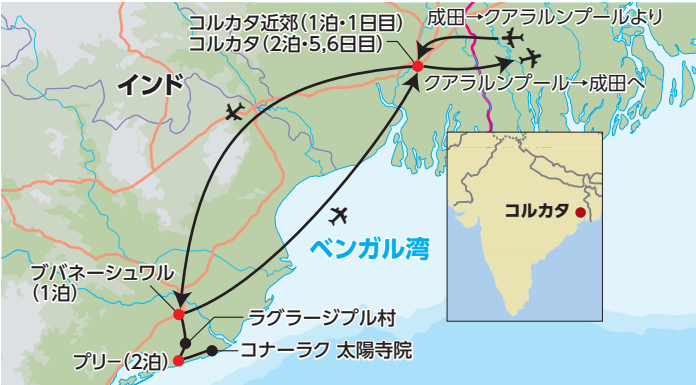 コルカタ近郊(1泊・1日目)
コルカタ(2泊・5,6日目)
成田→クアラルンプールより
クアラルンプール→成田へ
インド
コルカタ
ベンガル湾
ブバネーシュワル
(1泊)
ラグラージプル村
コナーラク 太陽寺院
プリー(2泊)